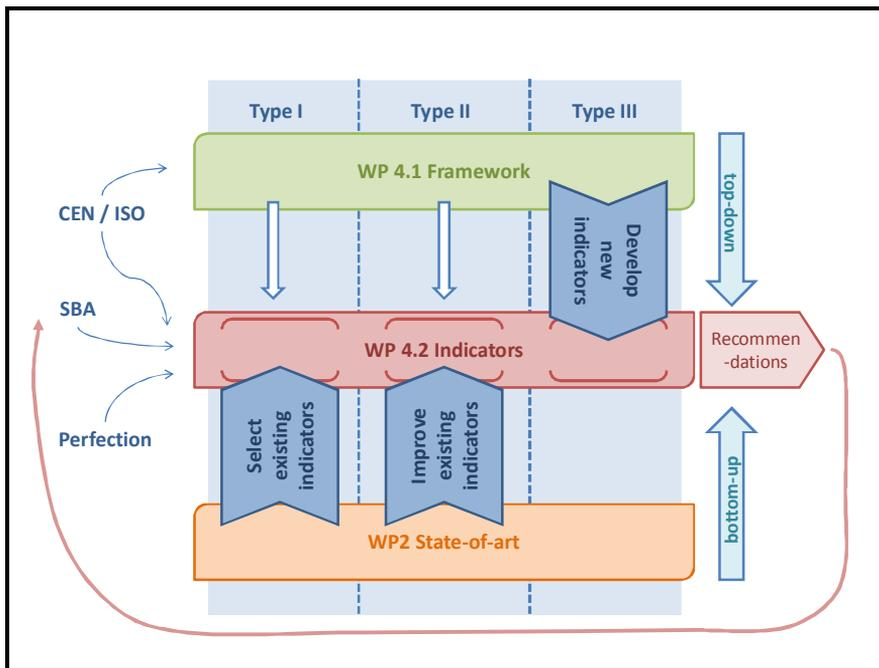 Type I
Type II
Type III
WP 4.1 Framework
CEN / ISO
Develop
new
indicators
top-down
SBA
WP 4.2 Indicators
Recommen
-dations
Perfection
Select
existing
indicators
Improve
existing
indicators
bottom-up
WP2 State-of-art